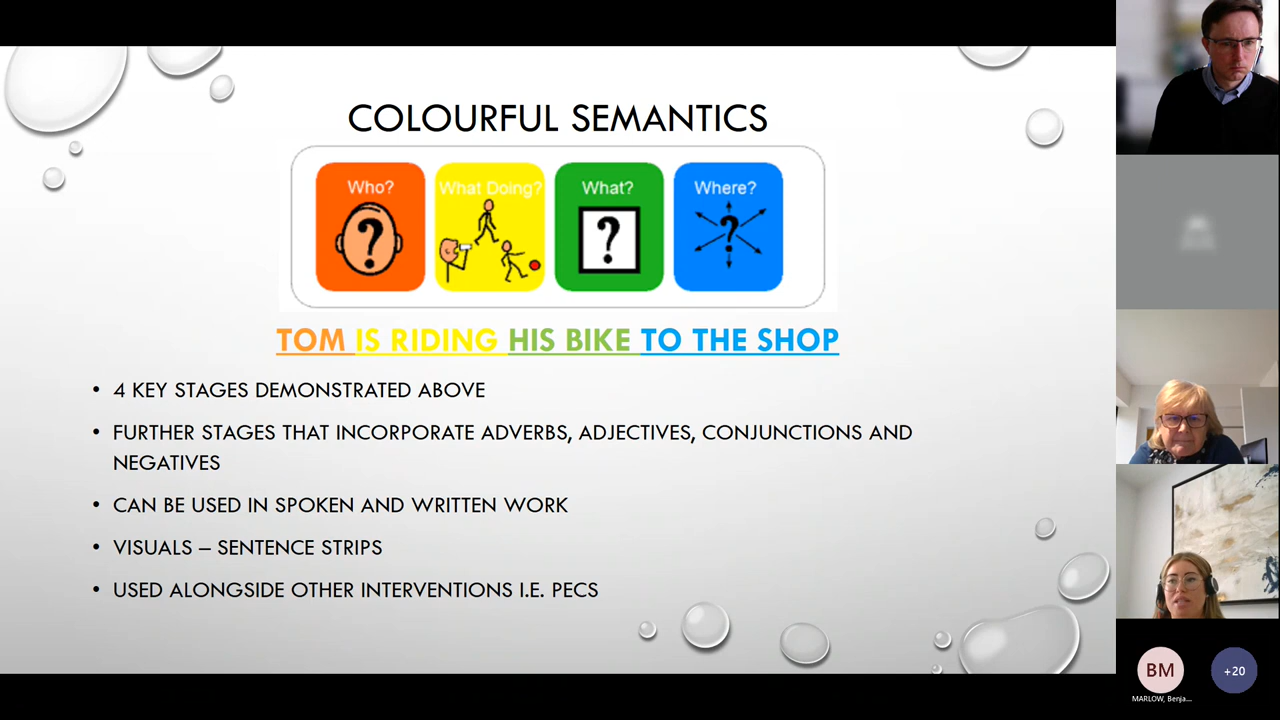 COLOURFUL SEMANTICS
Who?
What Doing?
What?
Where?
?
?
?
TOM IS RIDING HIS BIKE TO THE SHOP
• 4 KEY STAGES DEMONSTRATED ABOVE
• FURTHER STAGES THAT INCORPORATE ADVERBS, ADJECTIVES, CONJUNCTIONS AND
NEGATIVES
• CAN BE USED IN SPOKEN AND WRITTEN WORK
• VISUALS – SENTENCE STRIPS
• USED ALONGSIDE OTHER INTERVENTIONS I.E. PECS
BM
+20
MARLOW, Benja...